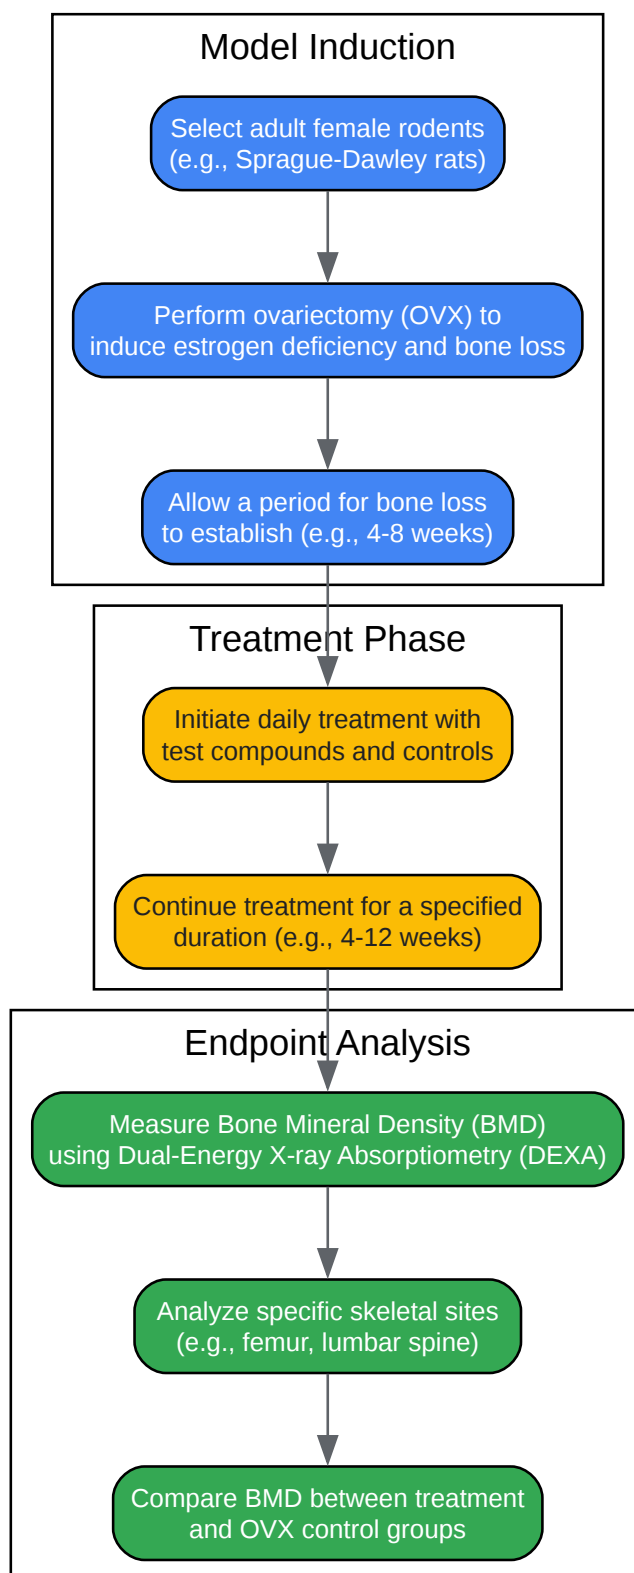 Model Induction
Select adult female rodents
(e.g., Sprague-Dawley rats)
Perform ovariectomy (OVX) to
induce estrogen deficiency and bone loss
Allow a period for bone loss
to establish (e.g., 4-8 weeks)
Treatment Phase
Initiate daily treatment with
test compounds and controls
Continue treatment for a specified
duration (e.g., 4-12 weeks)
Endpoint Analysis
Measure Bone Mineral Density (BMD)
using Dual-Energy X-ray Absorptiometry (DEXA)
Analyze specific skeletal sites
(e.g., femur, lumbar spine)
Compare BMD between treatment
and OVX control groups